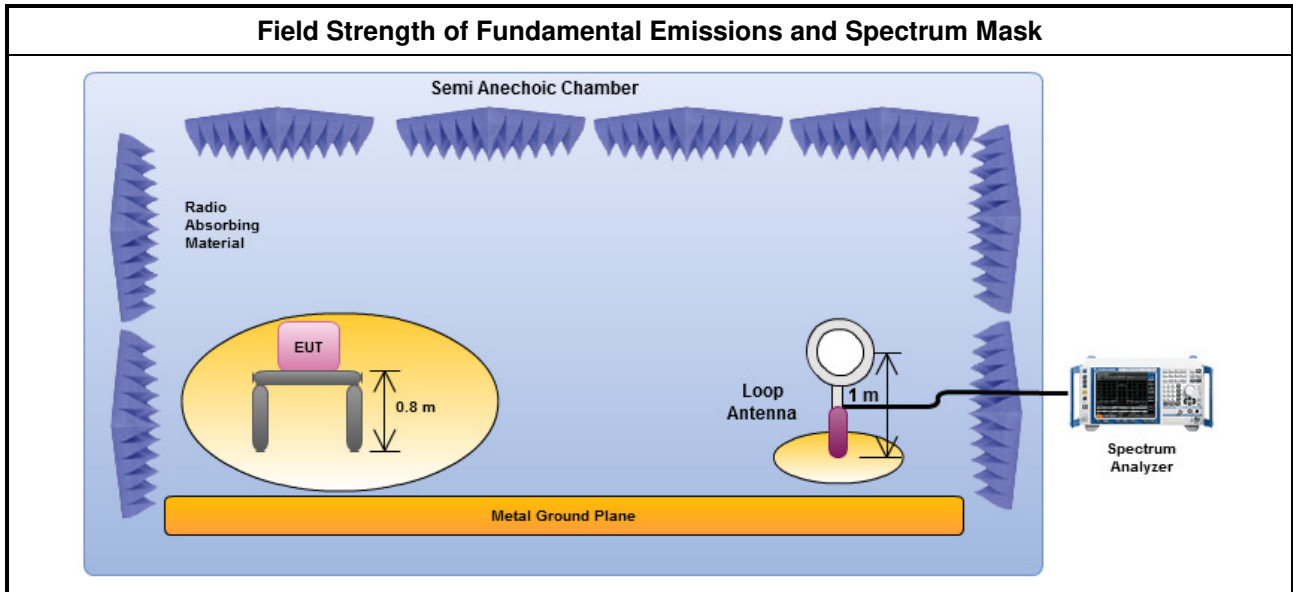 Field Strength of Fundamental Emissions and Spectrum Mask
Semi Anechoic Chamber
Radio
Absorbing
Material
EUT
0.8 m
Loop
Antenna
1 m
Spectrum
Analyzer
Metal Ground Plane